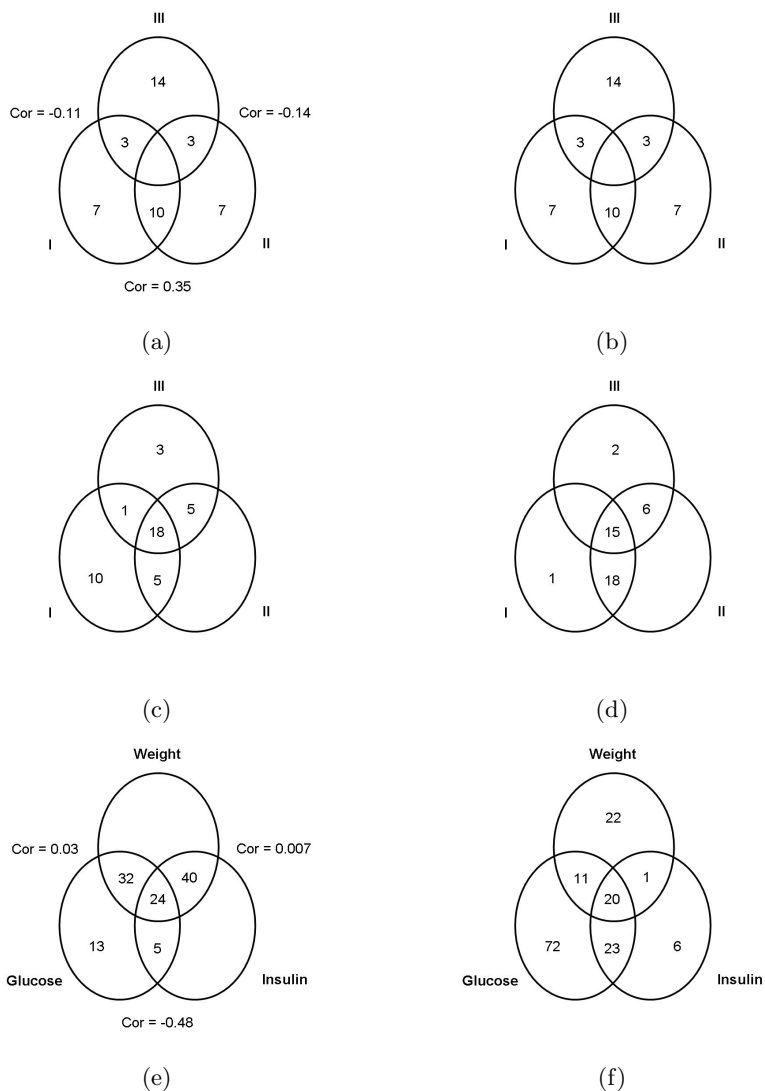 III
III
14
14
Cor = -0.11
Cor = -0.14
3
3
3
3
7
10
7
7
10
7
I
II
I
II
Cor = 0.35
(a)
(b)
III
III
3
2
1
5
6
18
15
10
5
1
18
I
II
I
II
(c)
(d)
Weight
Weight
22
Cor = 0.03
Cor = 0.007
32
40
11
1
24
20
13
5
72
23
6
Glucose
Insulin
Glucose
Insulin
Cor = -0.48
(e)
(f)